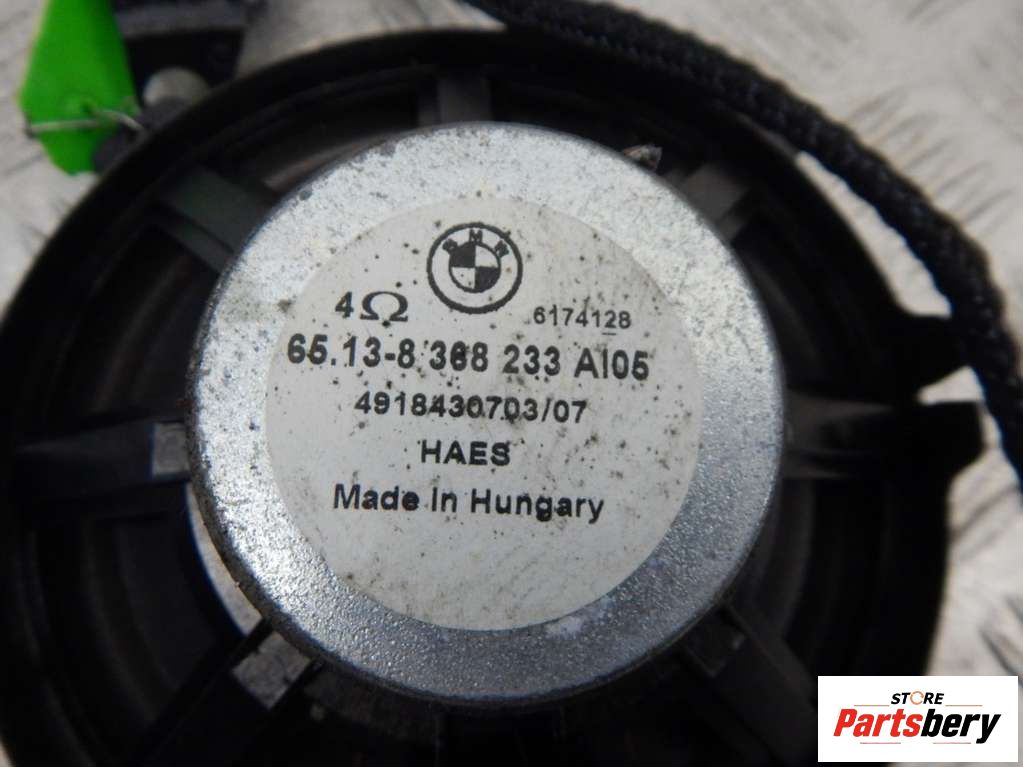 BMW
4Ω
6174128
65.13-8 368 233 AI05
4918430703/07
HAES
Made In Hungary
STORE
Partsbery